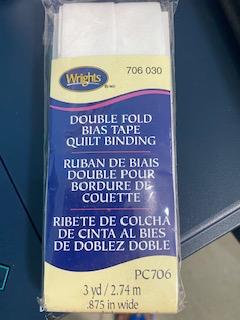 706 030
Wrights
DOUBLE FOLD
BIAS TAPE
QUILT BINDING
RUBAN DE BIAIS
DOUBLE POUR
BORDURE DE
COUETTE
RIBETE DE COLCHA
DE CINTA AL BIES
DE DOBLEZ DOBLE
PC706
3 yd / 2.74 m
.875 in wide